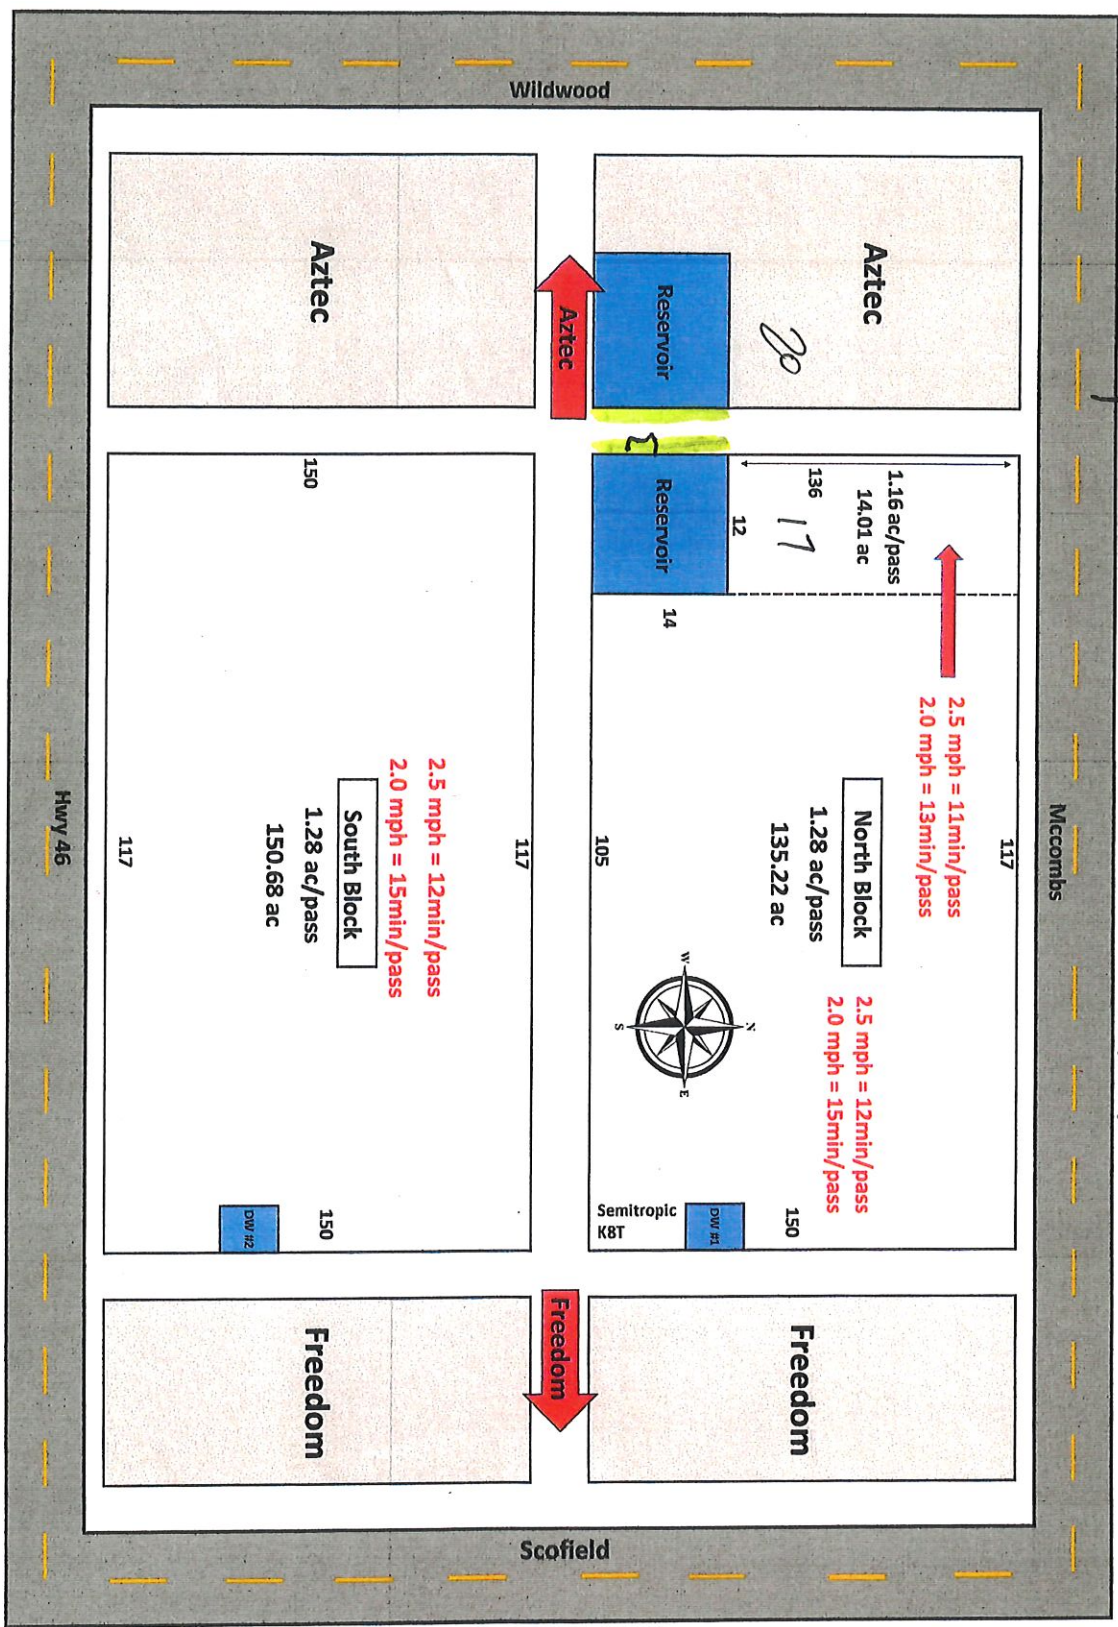 Mccombs
Wildwood
Aztec
20
Reservoir
Aztec
Aztec
1.16 ac/pass
14.01 ac
136
17
12
Reservoir
14
2.5 mph = 11min/pass
2.0 mph = 13min/pass
117
North Block
1.28 ac/pass
135.22 ac
105
2.5 mph = 12min/pass
2.0 mph = 15min/pass
N
W
E
S
150
DW #1
Semitropic
K8T
Freedom
Freedom
150
117
2.5 mph = 12min/pass
2.0 mph = 15min/pass
South Block
1.28 ac/pass
150.68 ac
117
150
DW #2
Freedom
Scofield
Hwy 46